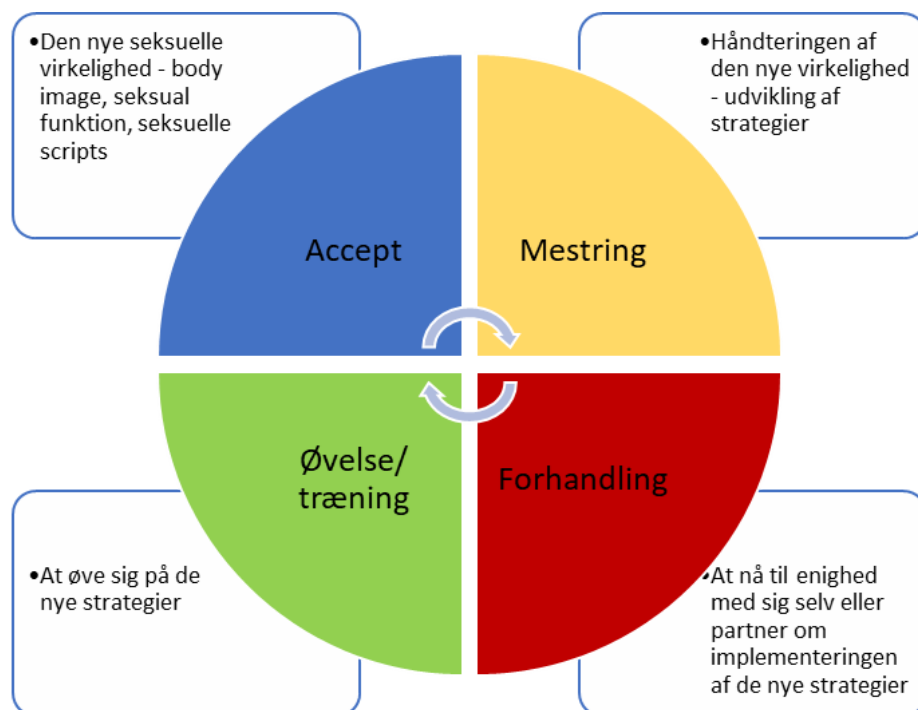 •Den nye seksuelle
virkelighed - body
image, seksual
funktion, seksuelle
scripts
•Håndteringen af
den nye virkelighed
- udvikling af
strategier
Accept
Mestring
Øvelse/
træning
Forhandling
•At øve sig på de
nye strategier
•At nå til enighed
med sig selv eller
partner om
implementeringen
af de nye strategier